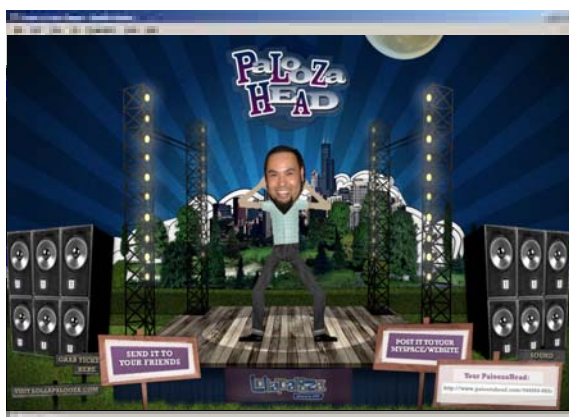 PaLooZa
HEAD
SEND IT TO
YOUR FRIENDS
POST IT TO YOUR
MYSPACE/WEBSITE
GRAB TICKETS
HERE
SOUND
Your PaloozaHead:
VISIT LOLLAPALOOZA.COM
lollapalooza